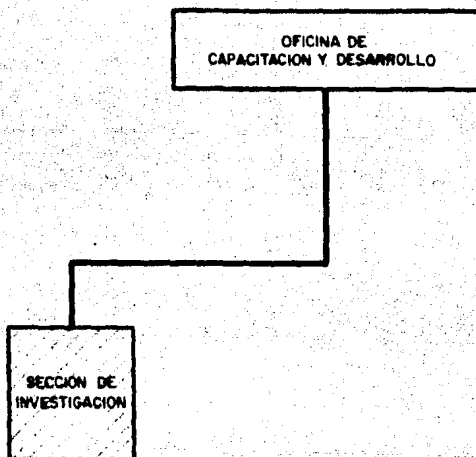 OFICINA DE
CAPACITACION Y DESARROLLO
SECCION DE
INVESTIGACION